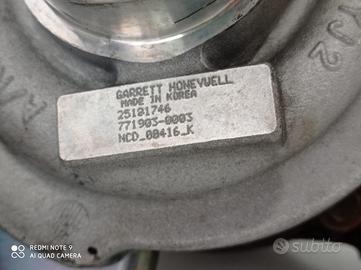 GARRETT HONEYWELL
MADE IN KOREA
25181746
771903-0003
NCD_08416_K
REDMI NOTE 9
AI QUAD CAMERA
subito